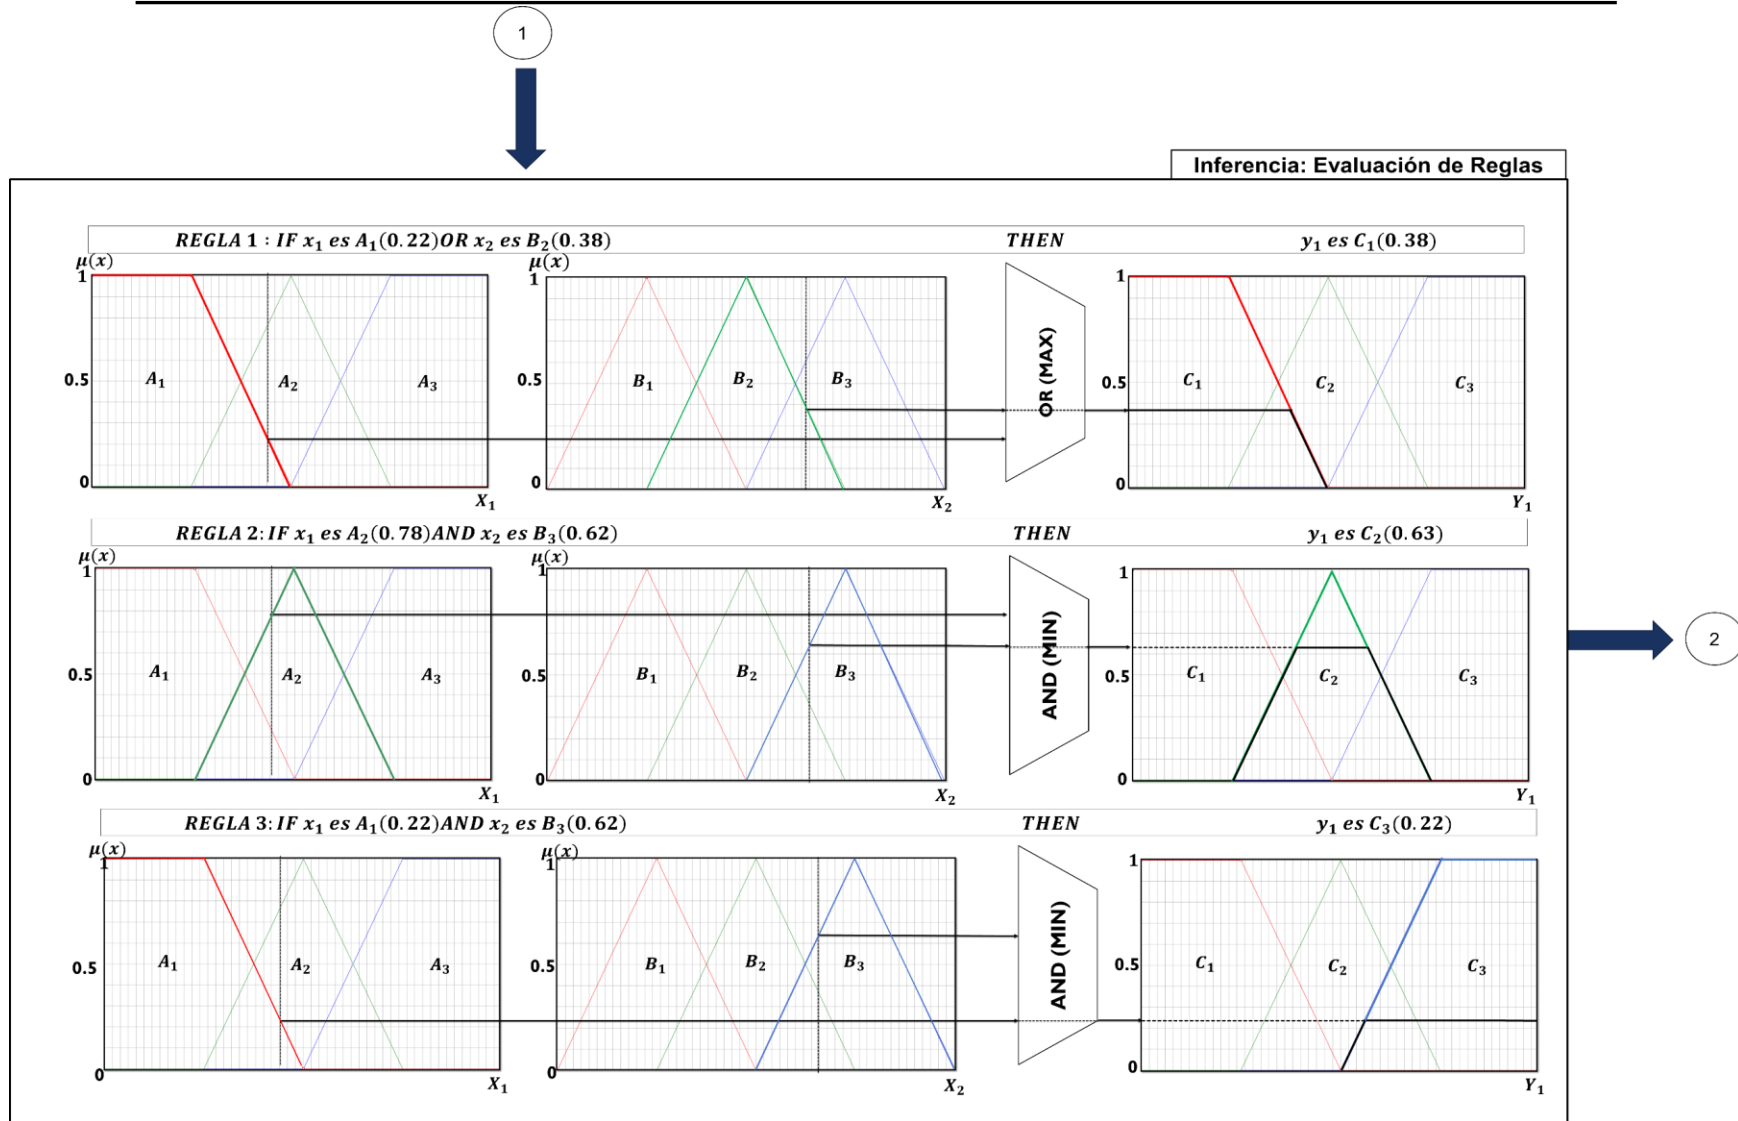 1
Inferencia: Evaluación de Reglas
REGLA 1 : IF x₁ es A₁(0.22)OR x₂ es B₂(0.38) THEN y₁ es C₁(0.38)
μ(x) μ(x)
1 1 1
OR (MAX)
0.5 A₁ A₂ A₃ 0.5 B₁ B₂ B₃ 0.5 C₁ C₂ C₃
0 0 0
X₁ X₂ Y₁
REGLA 2: IF x₁ es A₂(0.78)AND x₂ es B₃(0.62) THEN y₁ es C₂(0.63)
μ(x) μ(x)
1 1 1
AND (MIN)
2
0.5 A₁ A₂ A₃ 0.5 B₁ B₂ B₃ 0.5 C₁ C₂ C₃
0 0 0
X₁ X₂ Y₁
REGLA 3: IF x₁ es A₁(0.22)AND x₂ es B₃(0.62) THEN y₁ es C₃(0.22)
μ(x) μ(x)
1 1 1
AND (MIN)
0.5 A₁ A₂ A₃ 0.5 B₁ B₂ B₃ 0.5 C₁ C₂ C₃
0 0 0
X₁ X₂ Y₁